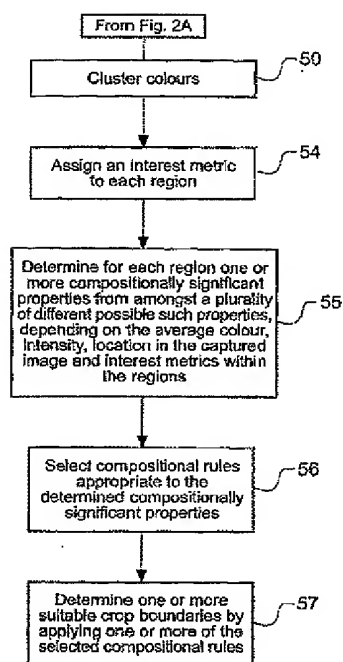 From Fig. 2A
Cluster colours
50
Assign an interest metric
to each region
54
Determine for each region one or
more compositionally significant
properties from amongst a plurality
of different possible such properties,
depending on the average colour,
intensity, location in the captured
image and interest metrics within
the regions
55
Select compositional rules
appropriate to the
determined compositionally
significant properties
56
Determine one or more
suitable crop boundaries by
applying one or more of the
selected compositional rules
57